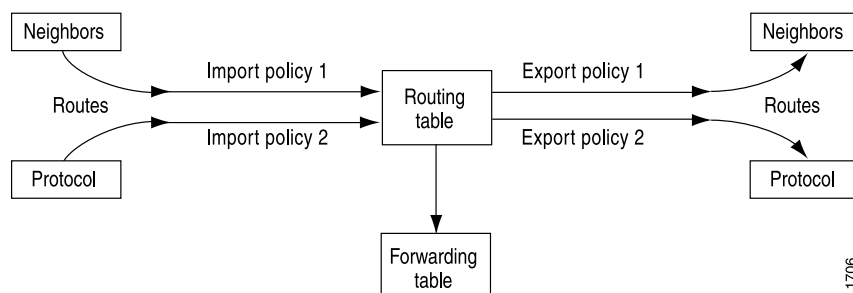 Neighbors
Neighbors
Import policy 1
Export policy 1
Routes
Routing
table
Routes
Import policy 2
Export policy 2
Protocol
Protocol
Forwarding
table
1706